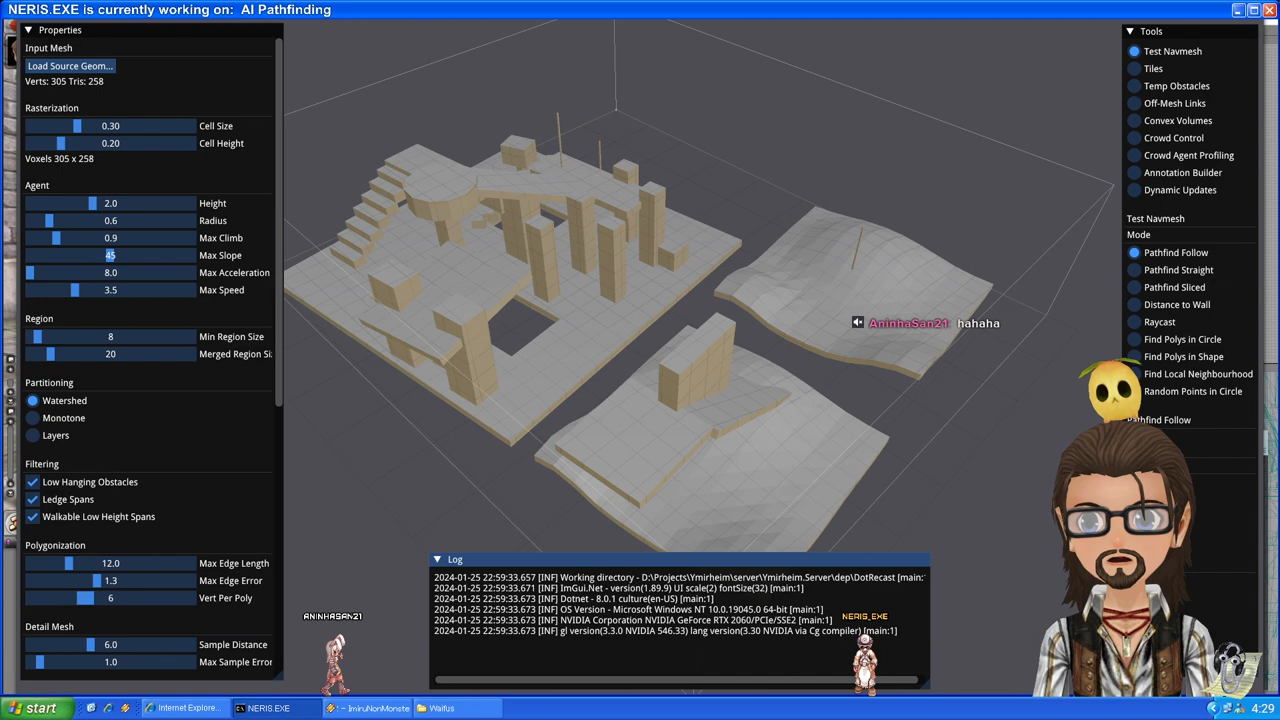 NERIS.EXE is currently working on:  AI Pathfinding
Properties
Input Mesh
Load Source Geom...
Verts: 305 Tris: 258
Rasterization
0.30 Cell Size
0.20 Cell Height
Voxels 305 x 258
Agent
2.0 Height
0.6 Radius
0.9 Max Climb
45 Max Slope
8.0 Max Acceleration
3.5 Max Speed
Region
8 Min Region Size
20 Merged Region Si
Partitioning
Watershed
Monotone
Layers
Filtering
Low Hanging Obstacles
Ledge Spans
Walkable Low Height Spans
Polygonization
12.0 Max Edge Length
1.3 Max Edge Error
6 Vert Per Poly
Detail Mesh
6.0 Sample Distance
1.0 Max Sample Error
AninhaSan21: hahaha
Tools
Test Navmesh
Tiles
Temp Obstacles
Off-Mesh Links
Convex Volumes
Crowd Control
Crowd Agent Profiling
Annotation Builder
Dynamic Updates
Test Navmesh
Mode
Pathfind Follow
Pathfind Straight
Pathfind Sliced
Distance to Wall
Raycast
Find Polys in Circle
Find Polys in Shape
Find Local Neighbourhood
Random Points in Circle
Pathfind Follow
Log
2024-01-25 22:59:33.657 [INF] Working directory - D:\Projects\Ymirheim\server\Ymirheim.Server\dep\DotRecast [main:
2024-01-25 22:59:33.671 [INF] ImGui.Net - version(1.89.9) UI scale(2) fontSize(32) [main:1]
2024-01-25 22:59:33.673 [INF] Dotnet - 8.0.1 culture(en-US) [main:1]
2024-01-25 22:59:33.673 [INF] OS Version - Microsoft Windows NT 10.0.19045.0 64-bit [main:1]
2024-01-25 22:59:33.673 [INF] NVIDIA Corporation NVIDIA GeForce RTX 2060/PCIe/SSE2 [main:1]
2024-01-25 22:59:33.673 [INF] gl version(3.3.0 NVIDIA 546.33) lang version(3.30 NVIDIA via Cg compiler) [main:1]
ANINHASAN21
NERIS_EXE
start
Internet Explore...
NERIS.EXE
! – ImiruNonMonste
Waifus
4:29